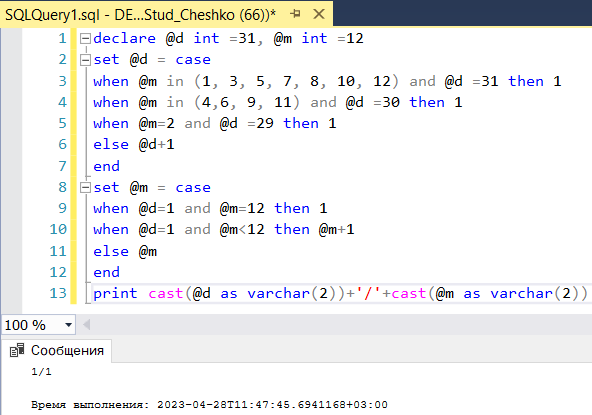 SQLQuery1.sql - DE...Stud_Cheshko (66))*
1 declare @d int =31, @m int =12
2 set @d = case
3 when @m in (1, 3, 5, 7, 8, 10, 12) and @d =31 then 1
4 when @m in (4,6, 9, 11) and @d =30 then 1
5 when @m=2 and @d =29 then 1
6 else @d+1
7 end
8 set @m = case
9 when @d=1 and @m=12 then 1
10 when @d=1 and @m<12 then @m+1
11 else @m
12 end
13 print cast(@d as varchar(2))+'/'+cast(@m as varchar(2))
100 %
Сообщения
1/1
Время выполнения: 2023-04-28T11:47:45.6941168+03:00